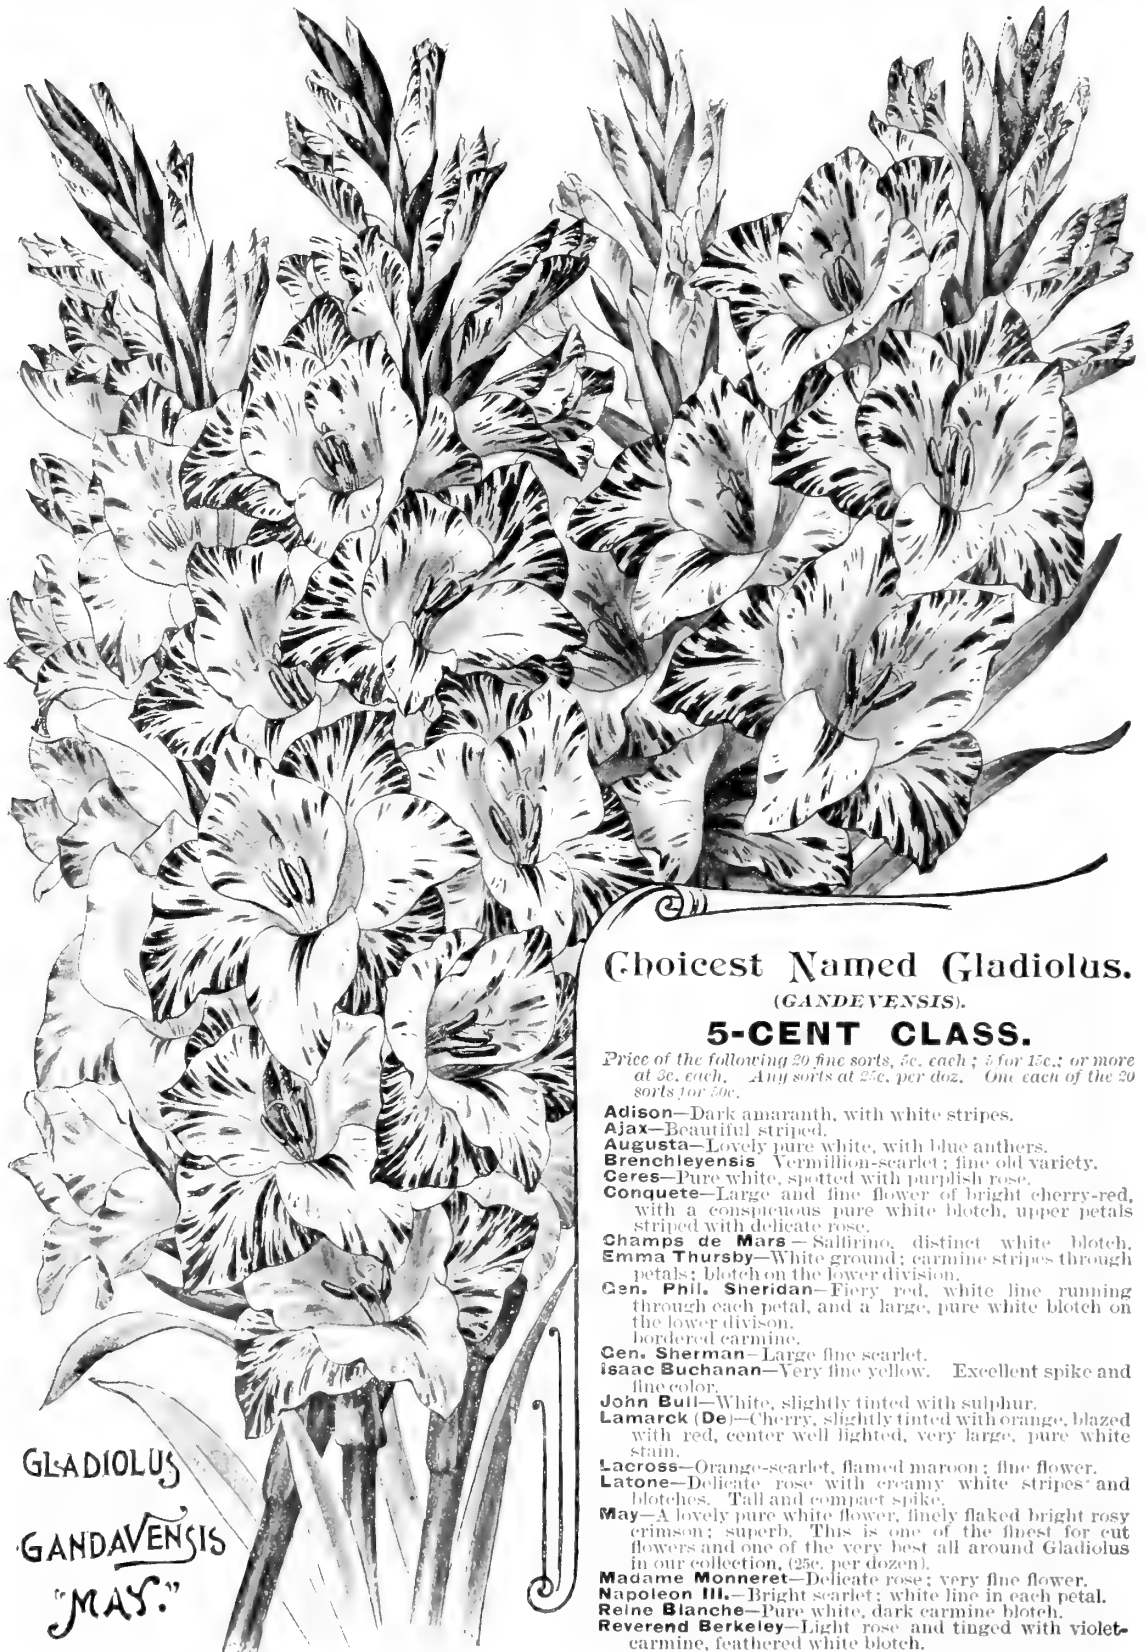 Choicest Named Gladiolus.
(GANDEVENSIS).
5-CENT CLASS.
Price of the following 20 fine sorts, 5c. each; 5 for 15c.; or more
at 3c. each. Any sorts at 25c. per doz. One each of the 20
sorts for 50c.
Adison—Dark amaranth, with white stripes.
Ajax—Beautiful striped.
Augusta—Lovely pure white, with blue anthers.
Brenchleyensis Vermillion-scarlet; fine old variety.
Ceres—Pure white, spotted with purplish rose.
Conquete—Large and fine flower of bright cherry-red,
with a conspicuous pure white blotch, upper petals
striped with delicate rose.
Champs de Mars—Salfirino, distinct white blotch.
Emma Thursby—White ground; carmine stripes through
petals; blotch on the lower division.
Gen. Phil. Sheridan—Fiery red, white line running
through each petal, and a large, pure white blotch on
the lower divison.
bordered carmine.
Gen. Sherman—Large fine scarlet.
Isaac Buchanan—Very fine yellow. Excellent spike and
fine color.
John Bull—White, slightly tinted with sulphur.
Lamarck (De)—Cherry, slightly tinted with orange, blazed
with red, center well lighted, very large, pure white
stain.
Lacross—Orange-scarlet, flamed maroon; fine flower.
Latone—Delicate rose with creamy white stripes and
blotches. Tall and compact spike.
May—A lovely pure white flower, finely flaked bright rosy
crimson; superb. This is one of the finest for cut
flowers and one of the very best all around Gladiolus
in our collection, (25c. per dozen).
Madame Monneret—Delicate rose; very fine flower.
Napoleon III.—Bright scarlet; white line in each petal.
Reine Blanche—Pure white, dark carmine blotch.
Reverend Berkeley—Light rose and tinged with violet-
carmine, feathered white blotch.
GLADIOLUS
GANDAVENSIS
"MAY."